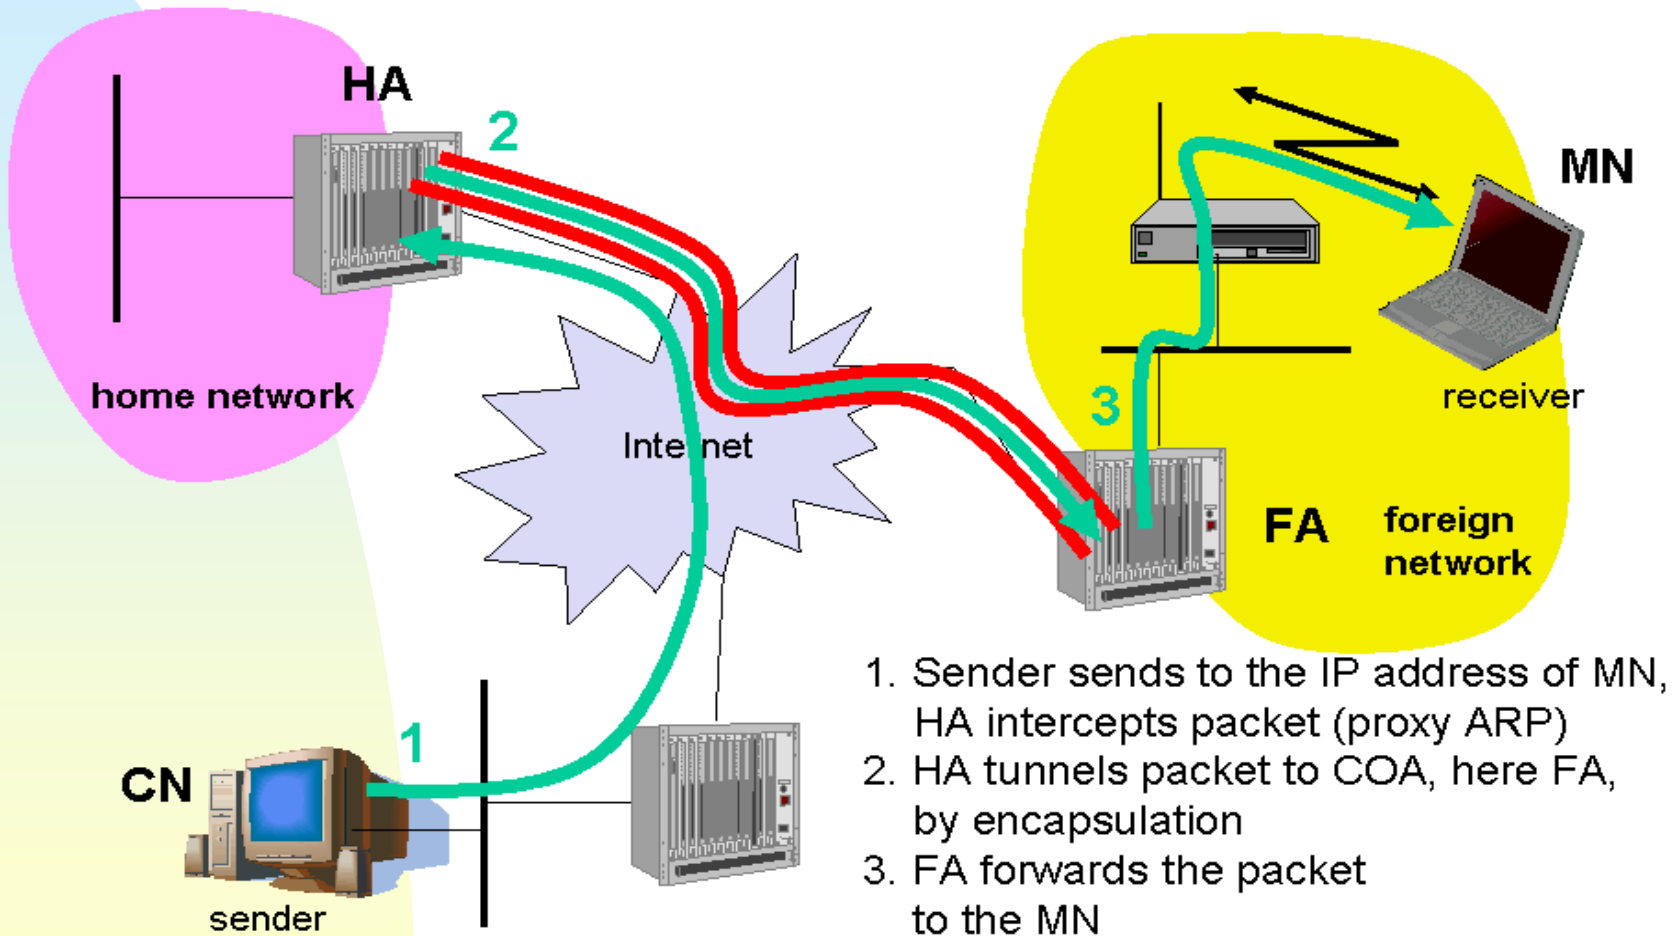 HA
2
MN
home network
3
receiver
Internet
FA
foreign
network
1
CN
sender
1. Sender sends to the IP address of MN,
HA intercepts packet (proxy ARP)
2. HA tunnels packet to COA, here FA,
by encapsulation
3. FA forwards the packet
to the MN